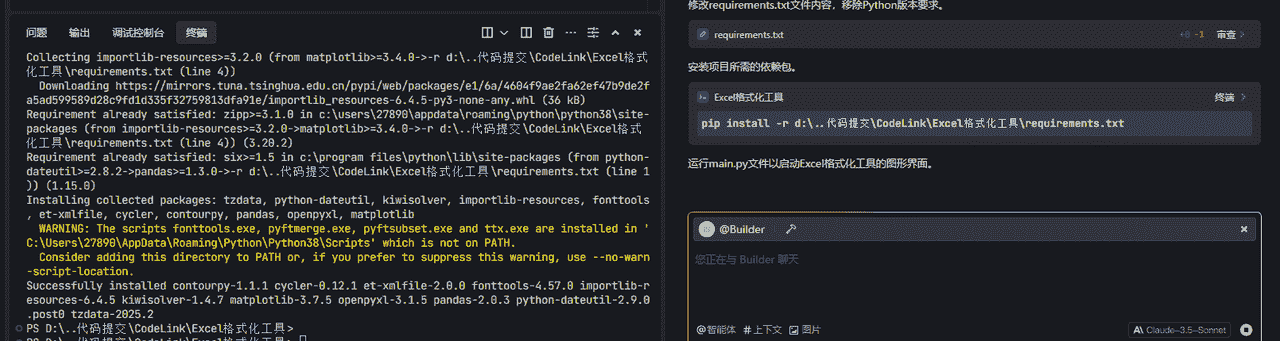 问题 输出 调试控制台 终端
Collecting importlib-resources>=3.2.0 (from matplotlib>=3.4.0->-r d:\..代码提交\CodeLink\Excel格式
化工具\requirements.txt (line 4))
Downloading https://mirrors.tuna.tsinghua.edu.cn/pypi/web/packages/e1/6a/4604f9ae2fa62ef47b9de2f
a5ad599589d28c9fd1d335f32759813dfa91e/importlib_resources-6.4.5-py3-none-any.whl (36 kB)
Requirement already satisfied: zipp>=3.1.0 in c:\users\27890\appdata\roaming\python\python38\site-
packages (from importlib-resources>=3.2.0->matplotlib>=3.4.0->-r d:\..代码提交\CodeLink\Excel格式
化工具\requirements.txt (line 4)) (3.20.2)
Requirement already satisfied: six>=1.5 in c:\program files\python\lib\site-packages (from python-
dateutil>=2.8.2->pandas>=1.3.0->-r d:\..代码提交\CodeLink\Excel格式化工具\requirements.txt (line 1
)) (1.15.0)
Installing collected packages: tzdata, python-dateutil, kiwisolver, importlib-resources, fonttools
, et-xmlfile, cycler, contourpy, pandas, openpyxl, matplotlib
WARNING: The scripts fonttools.exe, pyftmerge.exe, pyftsubset.exe and ttx.exe are installed in '
C:\Users\27890\AppData\Roaming\Python\Python38\Scripts' which is not on PATH.
Consider adding this directory to PATH or, if you prefer to suppress this warning, use --no-warn
-script-location.
Successfully installed contourpy-1.1.1 cycler-0.12.1 et-xmlfile-2.0.0 fonttools-4.57.0 importlib-r
esources-6.4.5 kiwisolver-1.4.7 matplotlib-3.7.5 openpyxl-3.1.5 pandas-2.0.3 python-dateutil-2.9.0
.post0 tzdata-2025.2
PS D:\..代码提交\CodeLink\Excel格式化工具>
PS D:\..代码提交\CodeLink\Excel格式化工具>
修改requirements.txt文件内容，移除Python版本要求。
requirements.txt +0 -1 审查
安装项目所需的依赖包。
Excel格式化工具 终端
pip install -r d:\..代码提交\CodeLink\Excel格式化工具\requirements.txt
运行main.py文件以启动Excel格式化工具的图形界面。
@Builder
您正在与 Builder 聊天
@智能体 # 上下文 图片 Claude-3.5-Sonnet